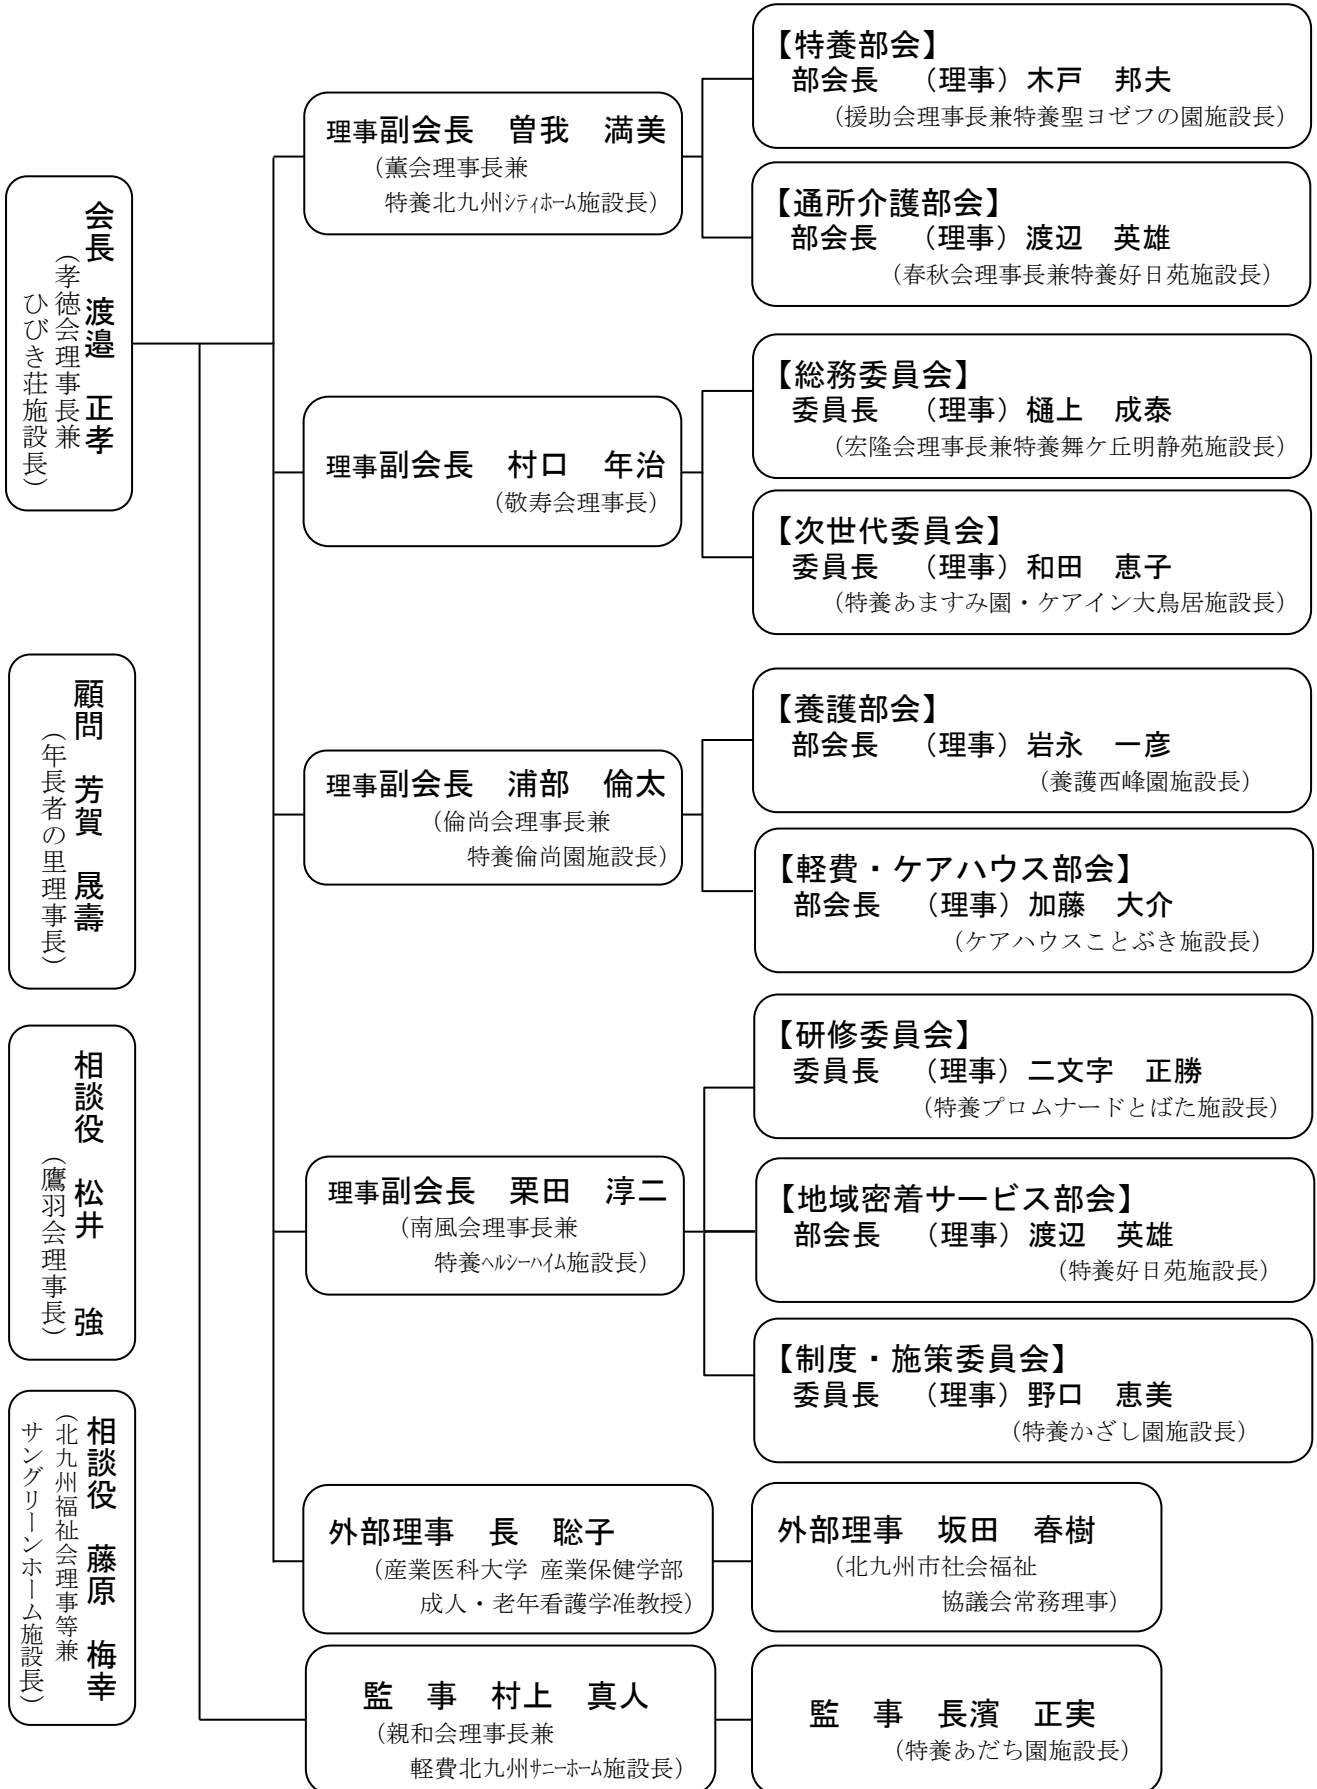 会長　渡邉　正孝
（孝徳会理事長兼
ひびき荘施設長）
顧問　芳賀　晟壽
（年長者の里理事長）
相談役　松井　強
（鷹羽会理事長）
相談役　藤原　梅幸
（北九州福祉会理事等兼
サングリーンホーム施設長）
理事副会長　曽我　満美
（薫会理事長兼
特養北九州ｼﾃｨﾎｰﾑ施設長）
【特養部会】
部会長　（理事）木戸　邦夫
（援助会理事長兼特養聖ヨゼフの園施設長）
【通所介護部会】
部会長　（理事）渡辺　英雄
（春秋会理事長兼特養好日苑施設長）
理事副会長　村口　年治
（敬寿会理事長）
【総務委員会】
委員長　（理事）樋上　成泰
（宏隆会理事長兼特養舞ケ丘明静苑施設長）
【次世代委員会】
委員長　（理事）和田　恵子
（特養あますみ園・ケアイン大鳥居施設長）
理事副会長　浦部　倫太
（倫尚会理事長兼
特養倫尚園施設長）
【養護部会】
部会長　（理事）岩永　一彦
（養護西峰園施設長）
【軽費・ケアハウス部会】
部会長　（理事）加藤　大介
（ケアハウスことぶき施設長）
理事副会長　栗田　淳二
（南風会理事長兼
特養ﾍﾙｼｰﾊｲﾑ施設長）
【研修委員会】
委員長　（理事）二文字　正勝
（特養プロムナードとばた施設長）
【地域密着サービス部会】
部会長　（理事）渡辺　英雄
（特養好日苑施設長）
【制度・施策委員会】
委員長　（理事）野口　恵美
（特養かざし園施設長）
外部理事　長　聡子
（産業医科大学 産業保健学部
成人・老年看護学准教授）
外部理事　坂田　春樹
（北九州市社会福祉
協議会常務理事）
監　事　村上　真人
（親和会理事長兼
軽費北九州ｻﾆｰﾎｰﾑ施設長）
監　事　長濱　正実
（特養あだち園施設長）